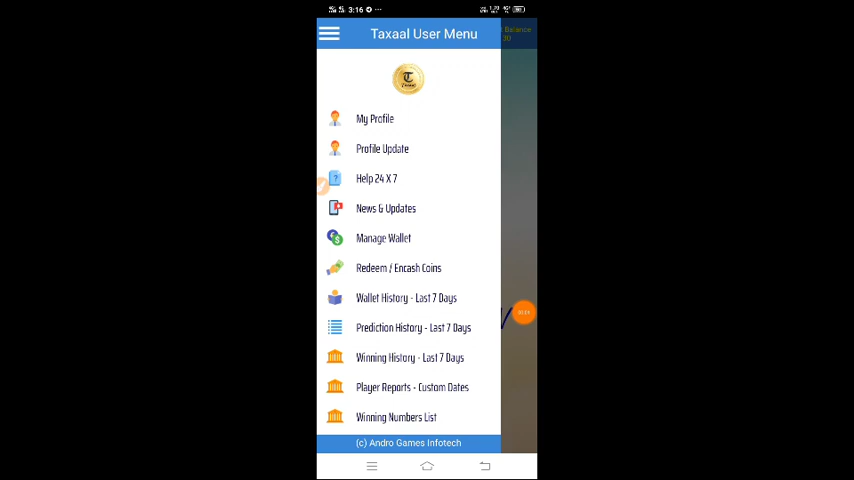 3:16
Taxaal User Menu
Balance
T
Taxaal
My Profile
Profile Update
Help 24 X 7
News & Updates
Manage Wallet
Redeem / Encash Coins
Wallet History - Last 7 Days
Prediction History - Last 7 Days
Winning History - Last 7 Days
Player Reports - Custom Dates
Winning Numbers List
(c) Andro Games Infotech